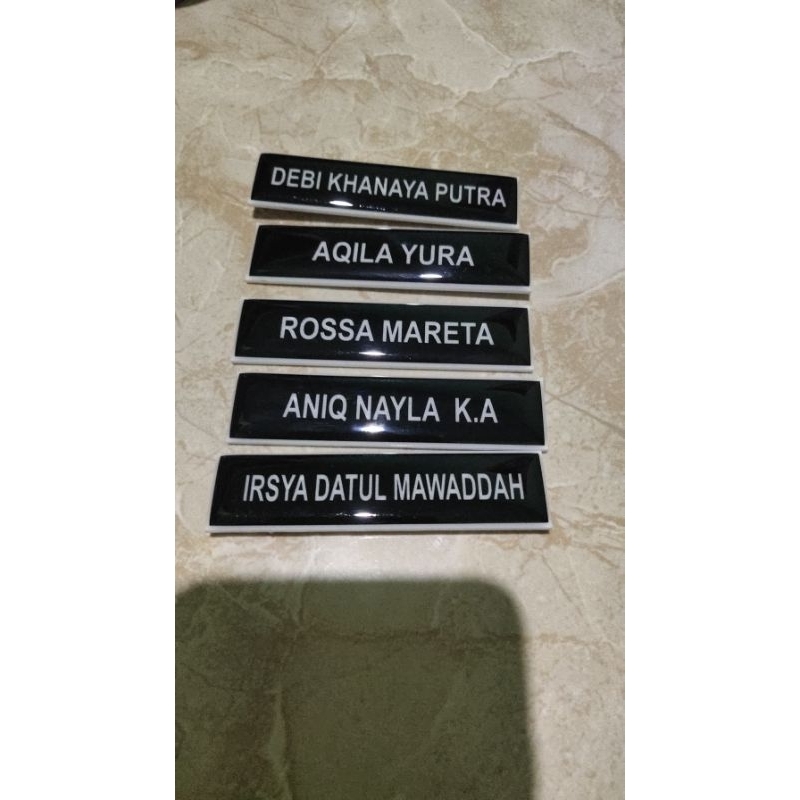 DEBI KHANAYA PUTRA
AQILA YURA
ROSSA MARETA
ANIQ NAYLA K.A
IRSYA DATUL MAWADDAH